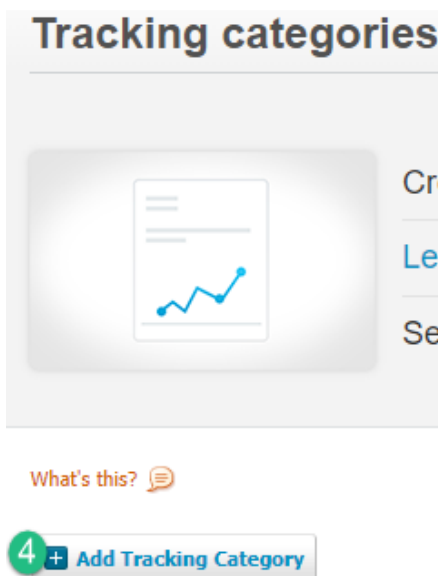 Tracking categories
Cr
Le
Se
What's this?
4 + Add Tracking Category